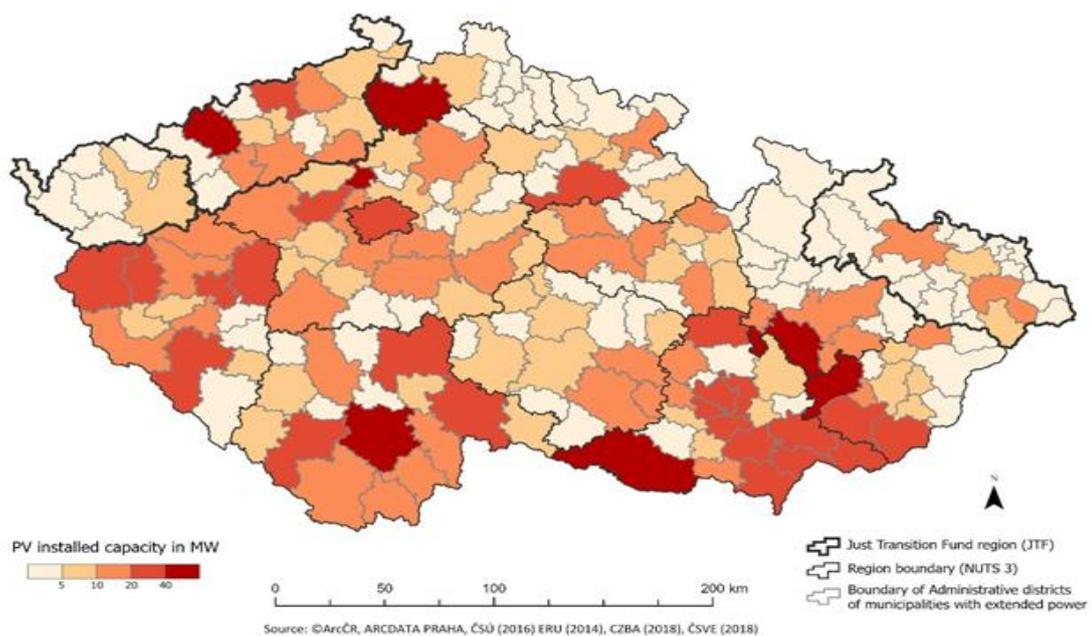 PV installed capacity in MW
5 10 20 40
0 50 100 200 km
N
Just Transition Fund region (JTF)
Region boundary (NUTS 3)
Boundary of Administrative districts
of municipalities with extended power
Source: ©ArcČR, ARCDATA PRAHA, ČSÚ (2016) ERU (2014), CZBA (2018), ČSVE (2018)